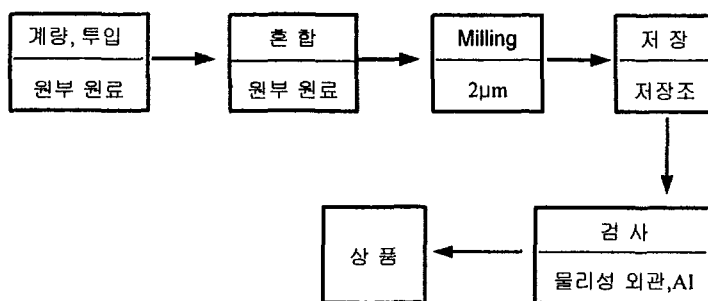 계량, 투입
원부 원료
혼 합
원부 원료
Milling
2μm
저 장
저장조
검 사
물리성 외관,AI
상 품